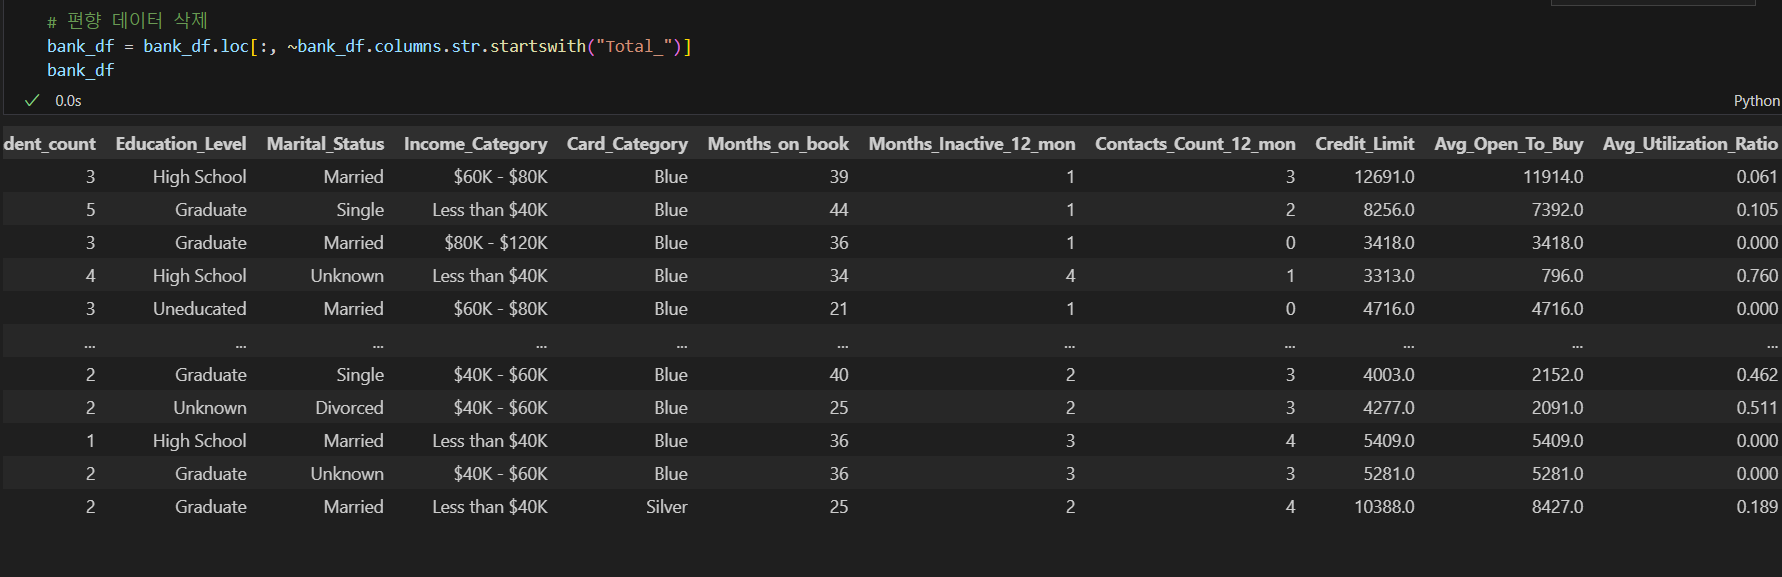 # 편향 데이터 삭제
bank_df = bank_df.loc[:, ~bank_df.columns.str.startswith("Total_")]
bank_df
0.0s
Python
dent_count Education_Level Marital_Status Income_Category Card_Category Months_on_book Months_Inactive_12_mon Contacts_Count_12_mon Credit_Limit Avg_Open_To_Buy Avg_Utilization_Ratio
3 High School Married $60K - $80K Blue 39 1 3 12691.0 11914.0 0.061
5 Graduate Single Less than $40K Blue 44 1 2 8256.0 7392.0 0.105
3 Graduate Married $80K - $120K Blue 36 1 0 3418.0 3418.0 0.000
4 High School Unknown Less than $40K Blue 34 4 1 3313.0 796.0 0.760
3 Uneducated Married $60K - $80K Blue 21 1 0 4716.0 4716.0 0.000
... ... ... ... ... ... ... ... ... ... ...
2 Graduate Single $40K - $60K Blue 40 2 3 4003.0 2152.0 0.462
2 Unknown Divorced $40K - $60K Blue 25 2 3 4277.0 2091.0 0.511
1 High School Married Less than $40K Blue 36 3 4 5409.0 5409.0 0.000
2 Graduate Unknown $40K - $60K Blue 36 3 3 5281.0 5281.0 0.000
2 Graduate Married Less than $40K Silver 25 2 4 10388.0 8427.0 0.189